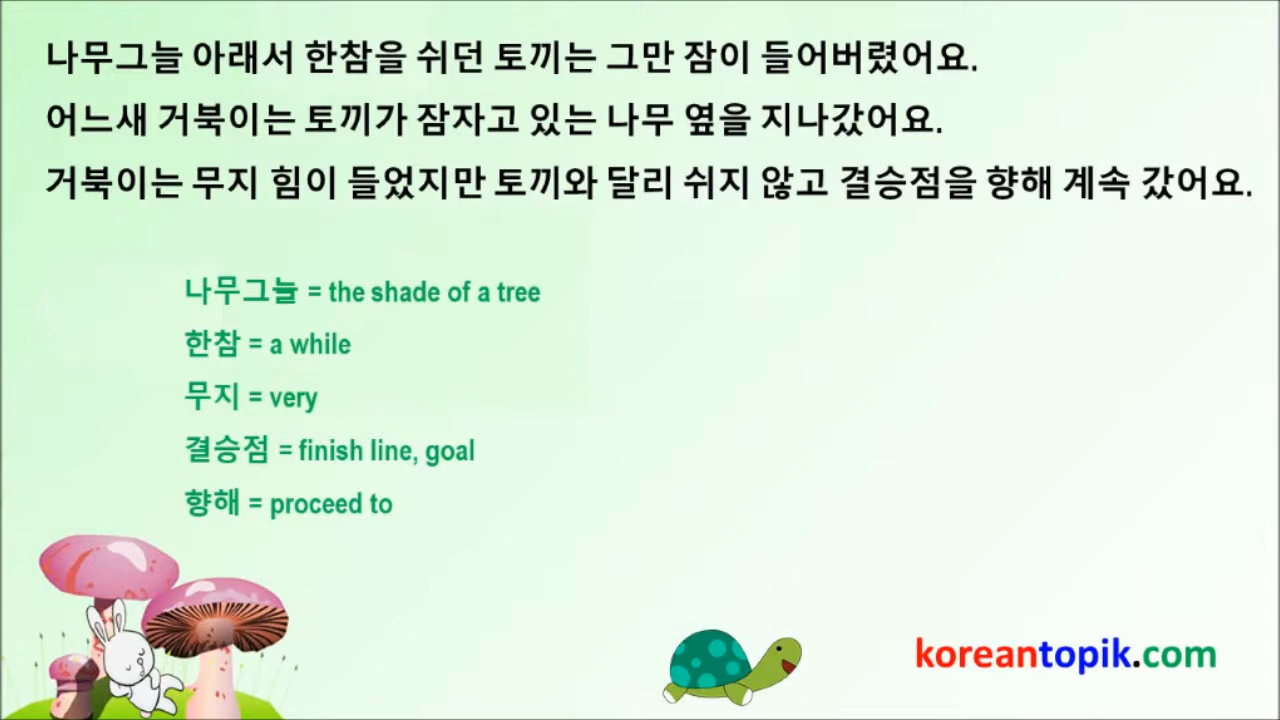 나무그늘 아래서 한참을 쉬던 토끼는 그만 잠이 들어버렸어요.
어느새 거북이는 토끼가 잠자고 있는 나무 옆을 지나갔어요.
거북이는 무지 힘이 들었지만 토끼와 달리 쉬지 않고 결승점을 향해 계속 갔어요.
나무그늘 = the shade of a tree
한참 = a while
무지 = very
결승점 = finish line, goal
향해 = proceed to
koreantopik.com